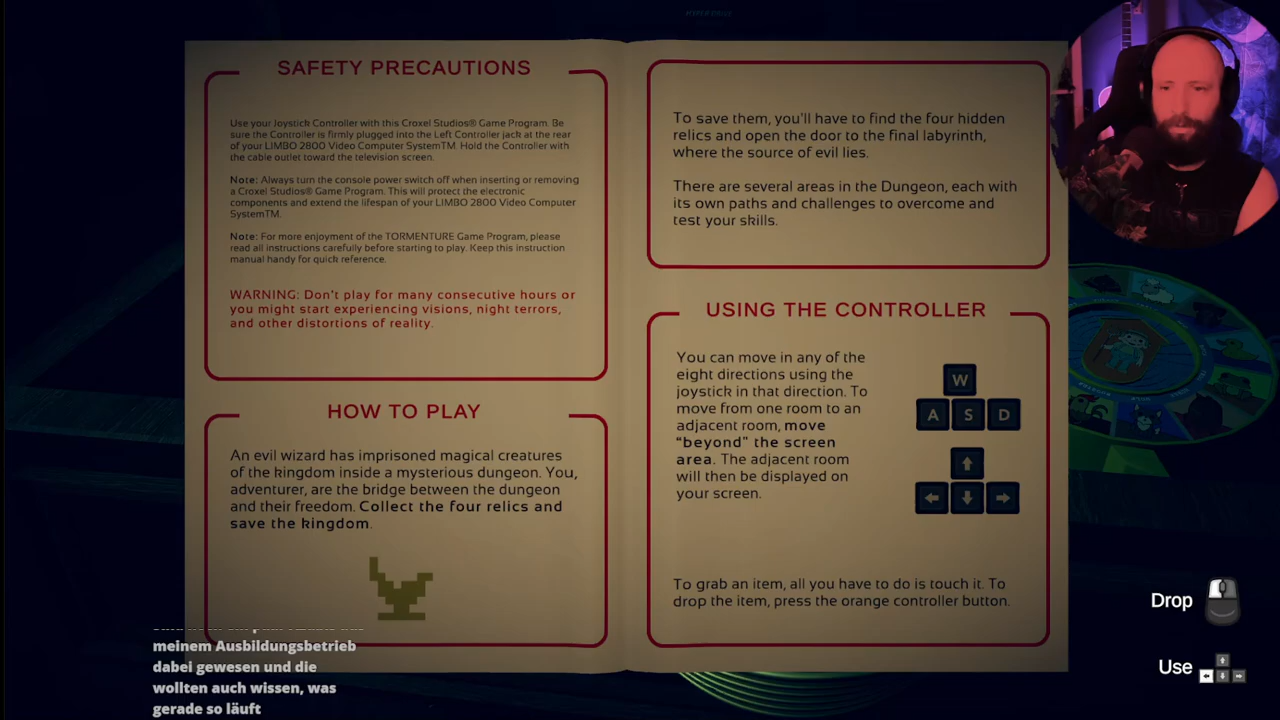 SAFETY PRECAUTIONS
Use your Joystick Controller with this Croxel Studios® Game Program. Be
sure the Controller is firmly plugged into the Left Controller jack at the rear
of your LIMBO 2800 Video Computer SystemTM. Hold the Controller with
the cable outlet toward the television screen.
Note: Always turn the console power switch off when inserting or removing
a Croxel Studios® Game Program. This will protect the electronic
components and extend the lifespan of your LIMBO 2800 Video Computer
SystemTM.
Note: For more enjoyment of the TORMENTURE Game Program, please
read all instructions carefully before starting to play. Keep this instruction
manual handy for quick reference.
WARNING: Don't play for many consecutive hours or
you might start experiencing visions, night terrors,
and other distortions of reality.
HOW TO PLAY
An evil wizard has imprisoned magical creatures
of the kingdom inside a mysterious dungeon. You,
adventurer, are the bridge between the dungeon
and their freedom. Collect the four relics and
save the kingdom.
To save them, you'll have to find the four hidden
relics and open the door to the final labyrinth,
where the source of evil lies.
There are several areas in the Dungeon, each with
its own paths and challenges to overcome and
test your skills.
USING THE CONTROLLER
You can move in any of the
eight directions using the
joystick in that direction. To
move from one room to an
adjacent room, move
“beyond” the screen
area. The adjacent room
will then be displayed on
your screen.
W
A S D
To grab an item, all you have to do is touch it. To
drop the item, press the orange controller button.
Drop
Use
meinem Ausbildungsbetrieb
dabei gewesen und die
wollten auch wissen, was
gerade so läuft